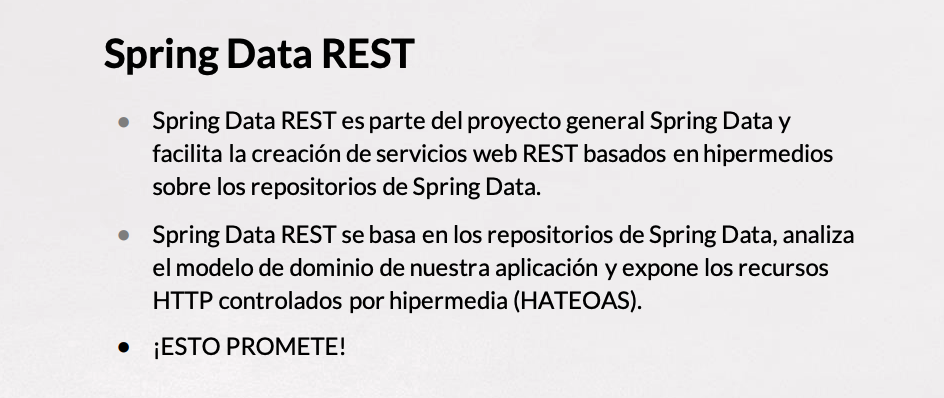 Spring Data REST
● Spring Data REST es parte del proyecto general Spring Data y
facilita la creación de servicios web REST basados en hipermedios
sobre los repositorios de Spring Data.
● Spring Data REST se basa en los repositorios de Spring Data, analiza
el modelo de dominio de nuestra aplicación y expone los recursos
HTTP controlados por hipermedia (HATEOAS).
● ¡ESTO PROMETE!